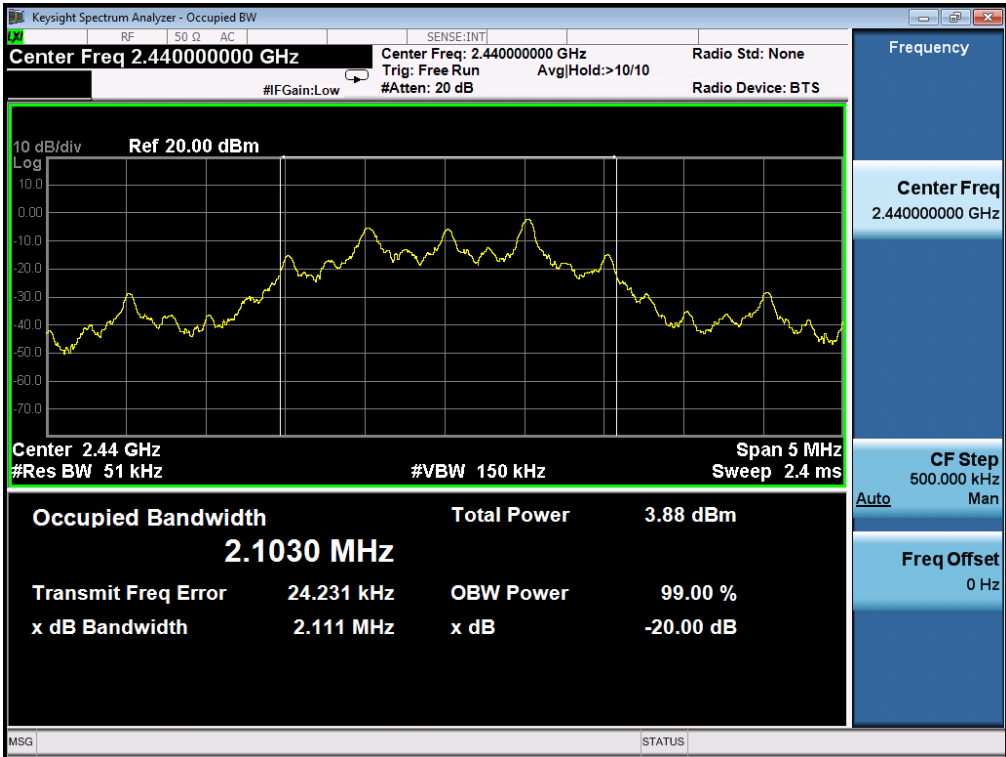 Keysight Spectrum Analyzer - Occupied BW
LXI RF 50 Ω AC SENSE:INT
Center Freq 2.440000000 GHz
Center Freq: 2.440000000 GHz Radio Std: None
Trig: Free Run Avg|Hold:>10/10
#IFGain:Low #Atten: 20 dB Radio Device: BTS
10 dB/div Ref 20.00 dBm
Log
10.0
0.00
-10.0
-20.0
-30.0
-40.0
-50.0
-60.0
-70.0
Center 2.44 GHz Span 5 MHz
#Res BW 51 kHz #VBW 150 kHz Sweep 2.4 ms
Occupied Bandwidth Total Power 3.88 dBm
2.1030 MHz
Transmit Freq Error 24.231 kHz OBW Power 99.00 %
x dB Bandwidth 2.111 MHz x dB -20.00 dB
MSG STATUS
Frequency
Center Freq
2.440000000 GHz
CF Step
500.000 kHz
Auto Man
Freq Offset
0 Hz